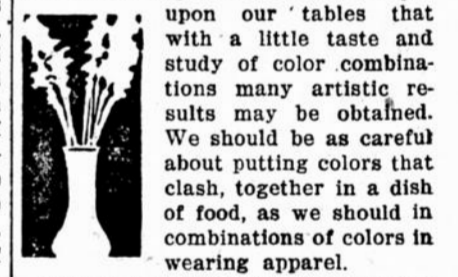 upon our tables that
with a little taste and
study of color combina-
tions many artistic re-
sults may be obtained.
We should be as careful
about putting colors that
clash, together in a dish
of food, as we should in
combinations of colors in
wearing apparel.